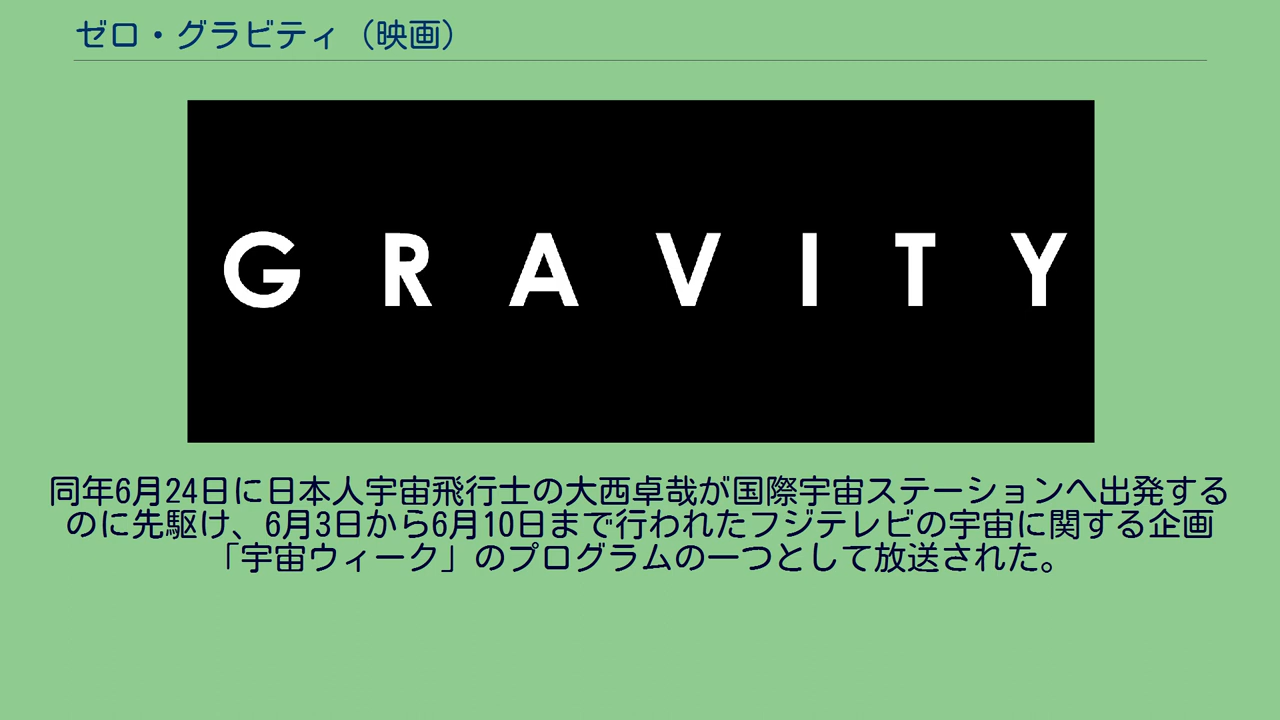 ゼロ・グラビティ（映画）
GRAVITY
同年6月24日に日本人宇宙飛行士の大西卓哉が国際宇宙ステーションへ出発する
のに先駆け、6月3日から6月10日まで行われたフジテレビの宇宙に関する企画
「宇宙ウィーク」のプログラムの一つとして放送された。